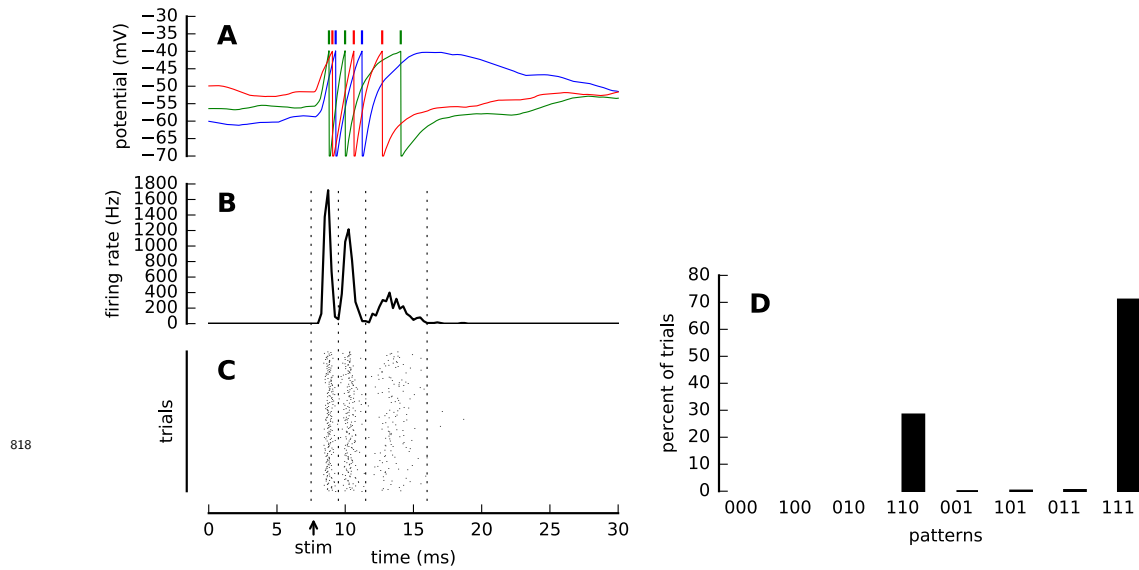 A
potential (mV)
−30
−35
−40
−45
−50
−55
−60
−65
−70
B
firing rate (Hz)
1800
1600
1400
1200
1000
800
600
400
200
0
C
trials
0 5 10 15 20 25 30
stim
time (ms)
818
D
percent of trials
80
70
60
50
40
30
20
10
0
000 100 010 110 001 101 011 111
patterns